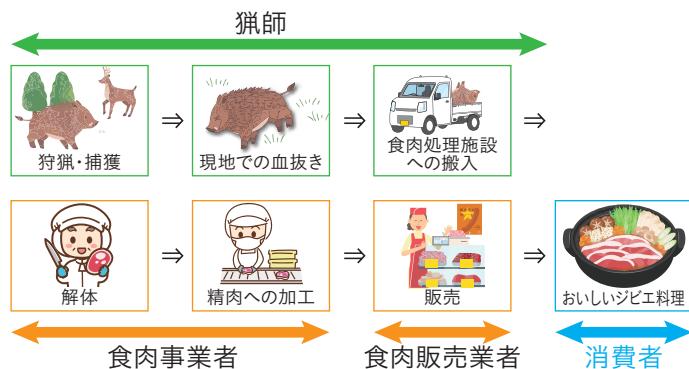 猟師
狩猟・捕獲
現地での血抜き
食肉処理施設
への搬入
解体
精肉への加工
販売
おいしいジビエ料理
食肉事業者
食肉販売業者
消費者